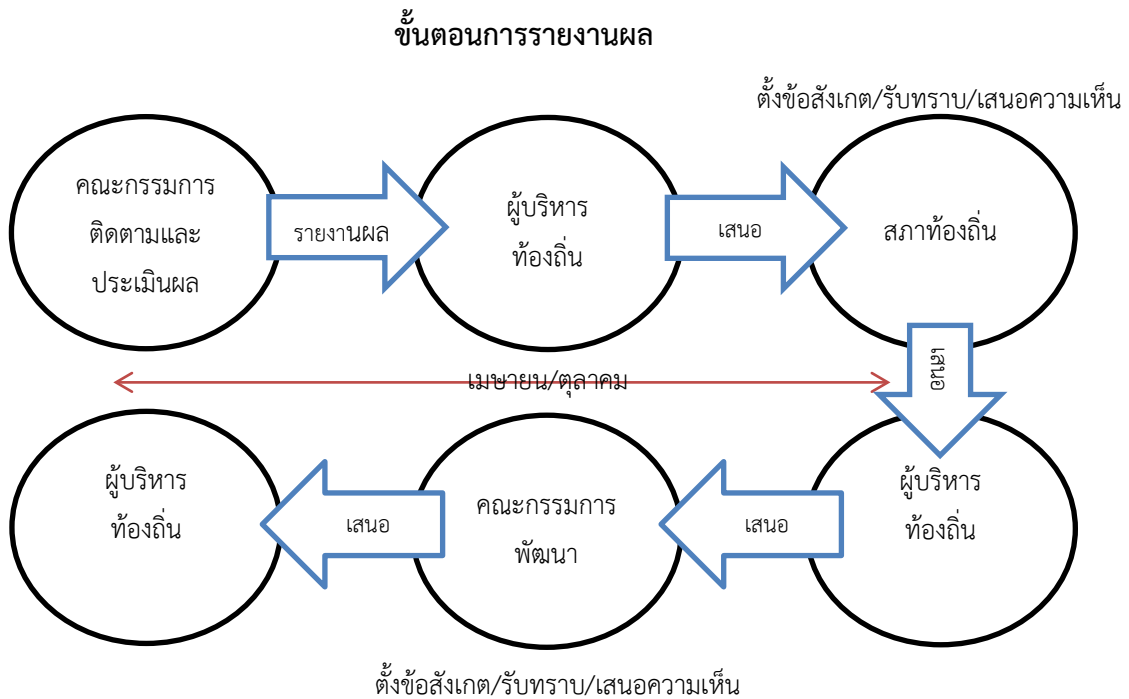 ขั้นตอนการรายงานผล
ตั้งข้อสังเกต/รับทราบ/เสนอความเห็น
คณะกรรมการ
ติดตามและ
ประเมินผล
รายงานผล
ผู้บริหาร
ท้องถิ่น
เสนอ
สภาท้องถิ่น
เสนอ
เมษายน/ตุลาคม
ผู้บริหาร
ท้องถิ่น
เสนอ
คณะกรรมการ
พัฒนา
เสนอ
ผู้บริหาร
ท้องถิ่น
ตั้งข้อสังเกต/รับทราบ/เสนอความเห็น